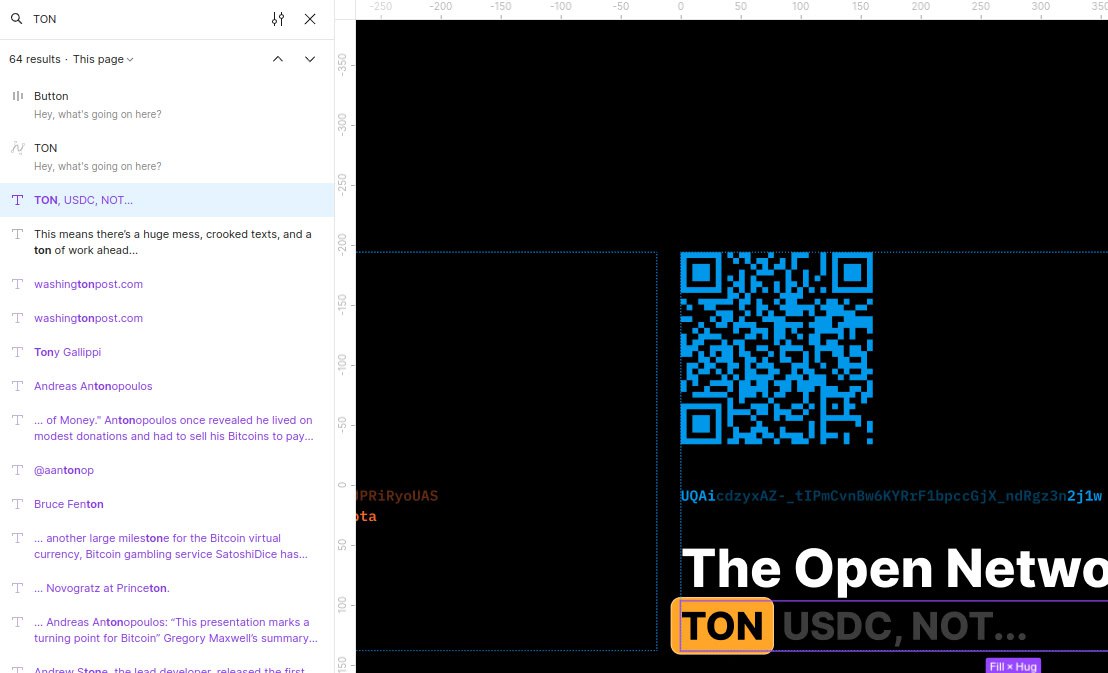 TON
64 results · This page
Button
Hey, what's going on here?
TON
Hey, what's going on here?
TON, USDC, NOT...
This means there's a huge mess, crooked texts, and a
ton of work ahead...
washingtonpost.com
washingtonpost.com
Tony Gallippi
Andreas Antonopoulos
... of Money." Antonopoulos once revealed he lived on
modest donations and had to sell his Bitcoins to pay...
@aantonop
Bruce Fenton
... another large milestone for the Bitcoin virtual
currency, Bitcoin gambling service SatoshiDice has...
... Novogratz at Princeton.
... Andreas Antonopoulos: “This presentation marks a
turning point for Bitcoin” Gregory Maxwell's summary...
Andrew Stone, the lead developer, released the first
-250 -200 -150 -100 -50 0 50 100 150 200 250 300 350
-350
-300
-250
-200
-150
-100
-50
0
50
100
150
JPRiRyoUAS
ota
UQAicdzyxAZ-_tIPmCvnBw6KYRrF1bpccGjX_ndRgz3n2j1w
The Open Netwo
TON USDC, NOT...
Fill × Hug